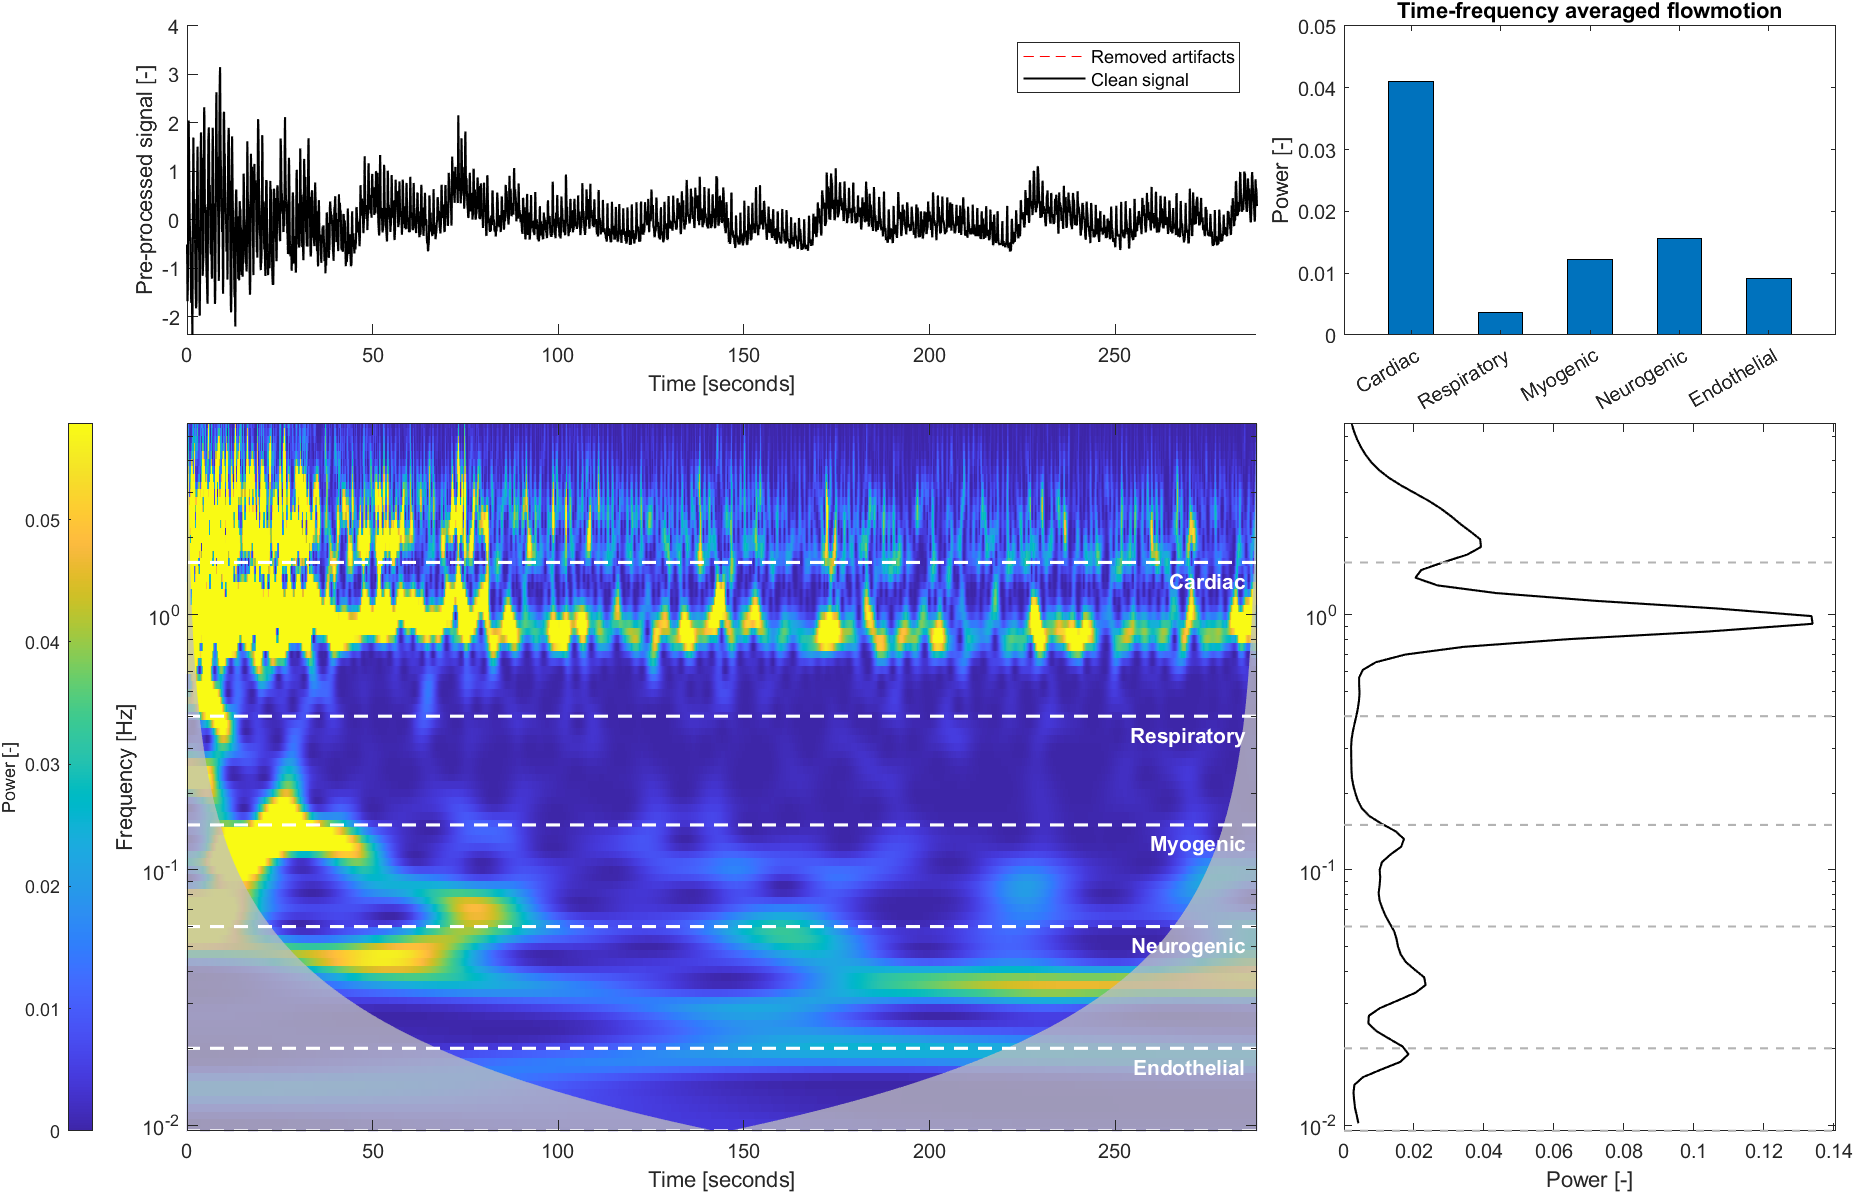 Time-frequency averaged flowmotion
4
3
2
1
0
-1
-2
Pre-processed signal [-]
Removed artifacts
Clean signal
0
50
100
150
200
250
Time [seconds]
0.05
0.04
0.03
0.02
0.01
0
Power [-]
Cardiac
Respiratory
Myogenic
Neurogenic
Endothelial
0.05
0.04
0.03
0.02
0.01
0
Power [-]
10^0
10^-1
10^-2
Frequency [Hz]
Cardiac
Respiratory
Myogenic
Neurogenic
Endothelial
0
50
100
150
200
250
Time [seconds]
10^0
10^-1
10^-2
0
0.02
0.04
0.06
0.08
0.1
0.12
0.14
Power [-]